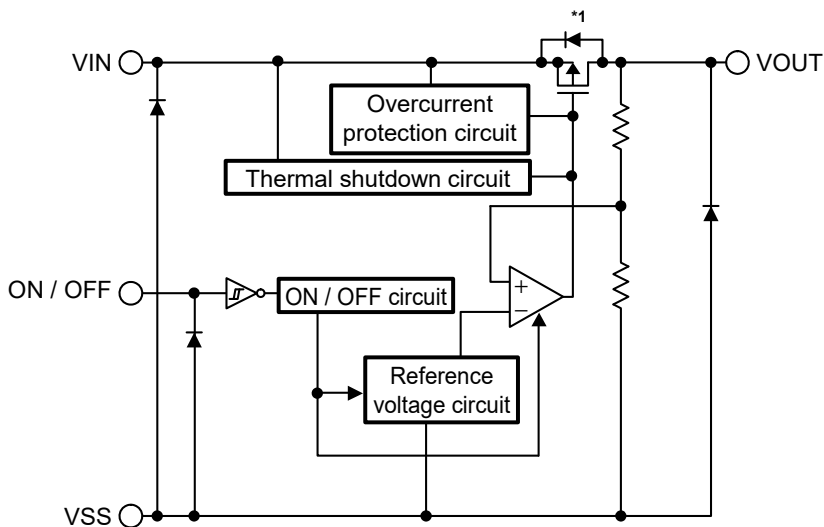 *1
VIN
VOUT
Overcurrent
protection circuit
Thermal shutdown circuit
ON / OFF
ON / OFF circuit
+
−
Reference
voltage circuit
VSS